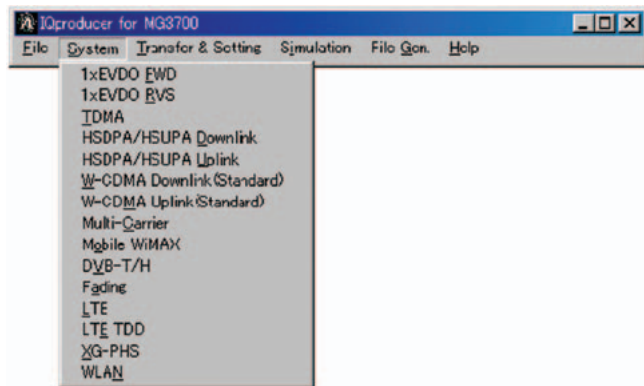 IQproducer for MG3700
File System Transfer & Setting Simulation File Gen. Help
1xEVDO FWD
1xEVDO RVS
TDMA
HSDPA/HSUPA Downlink
HSDPA/HSUPA Uplink
W-CDMA Downlink(Standard)
W-CDMA Uplink(Standard)
Multi-Carrier
Mobile WiMAX
DVB-T/H
Fading
LTE
LTE TDD
XG-PHS
WLAN